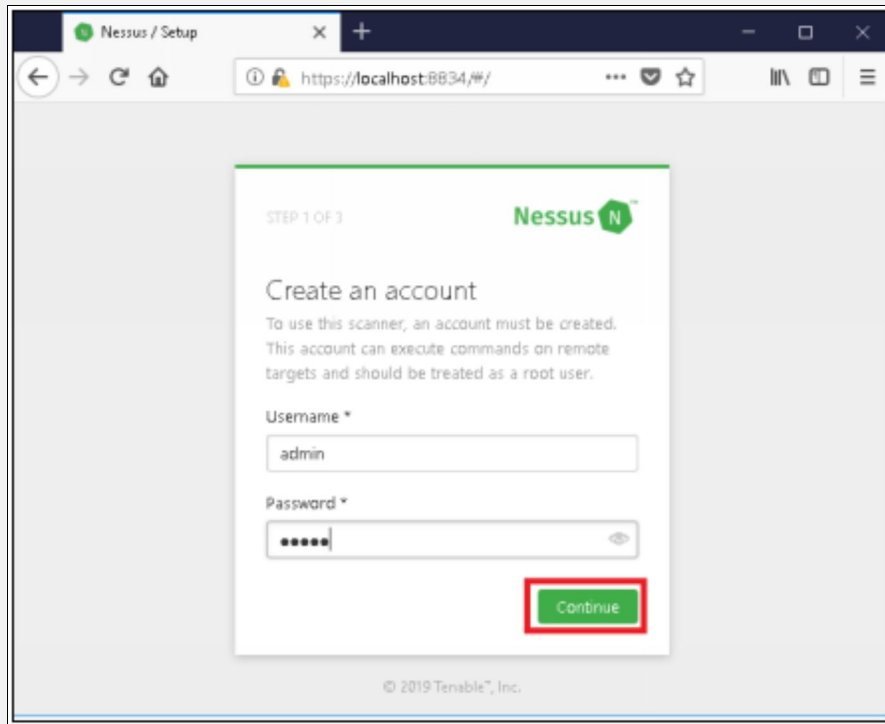 Nessus / Setup
https://localhost:8834/#/
STEP 1 OF 3
Nessus N ™
Create an account
To use this scanner, an account must be created.
This account can execute commands on remote
targets and should be treated as a root user.
Username *
admin
Password *
•••••
Continue
© 2019 Tenable™, Inc.